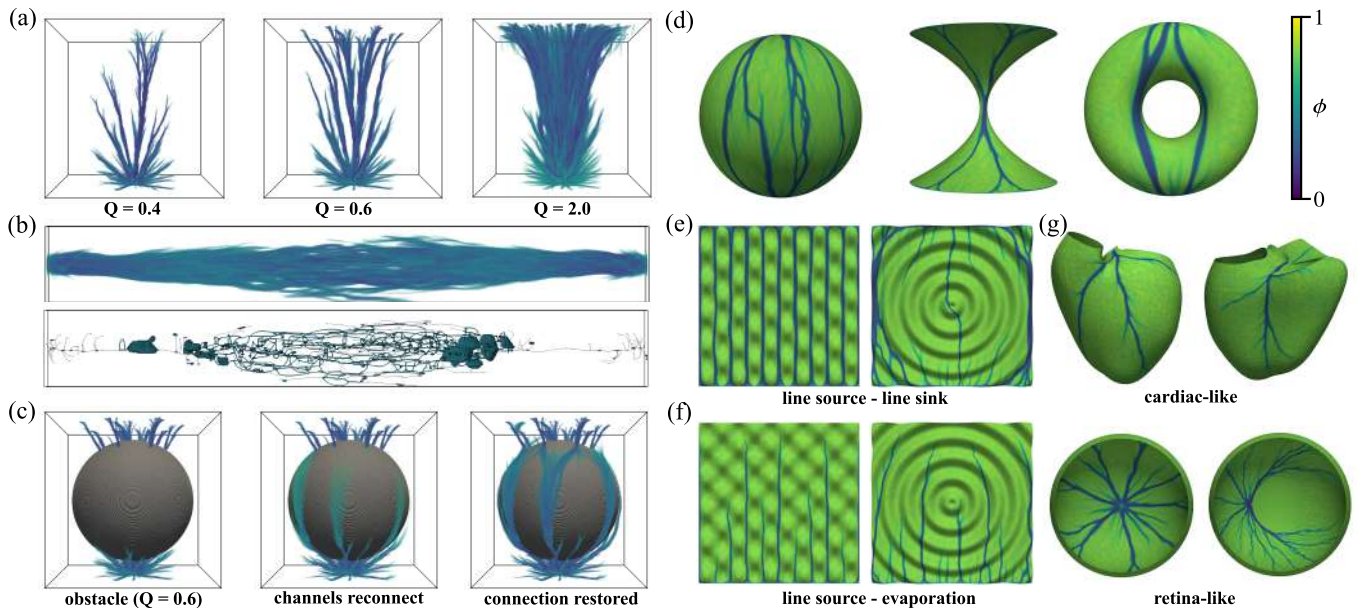 (a)
Q = 0.4
Q = 0.6
Q = 2.0
(b)
(c)
obstacle (Q = 0.6)
channels reconnect
connection restored
(d)
1
ϕ
0
(e)
line source - line sink
(f)
line source - evaporation
(g)
cardiac-like
retina-like